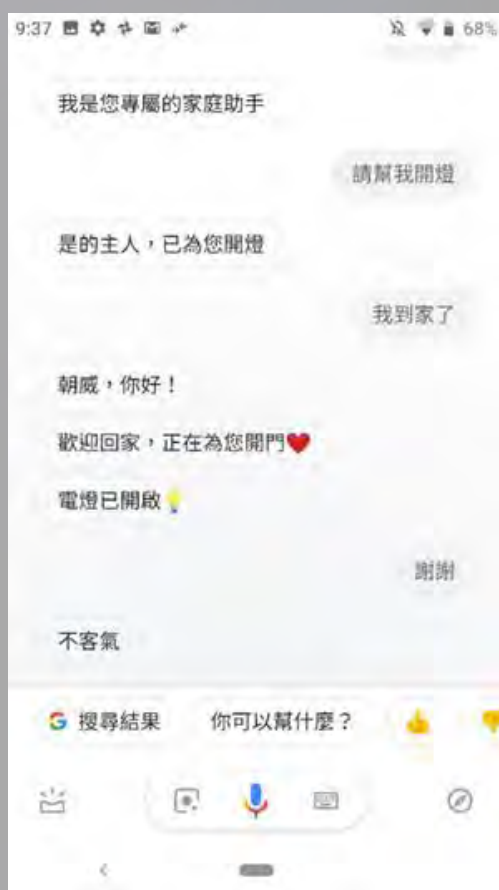 9:37
68%
我是您專屬的家庭助手
請幫我開燈
是的主人，已為您開燈
我到家了
朝威，你好！
歡迎回家，正在為您開門❤️
電燈已開啟💡
謝謝
不客氣
G 搜尋結果 你可以幫什麼？ 👍 👎